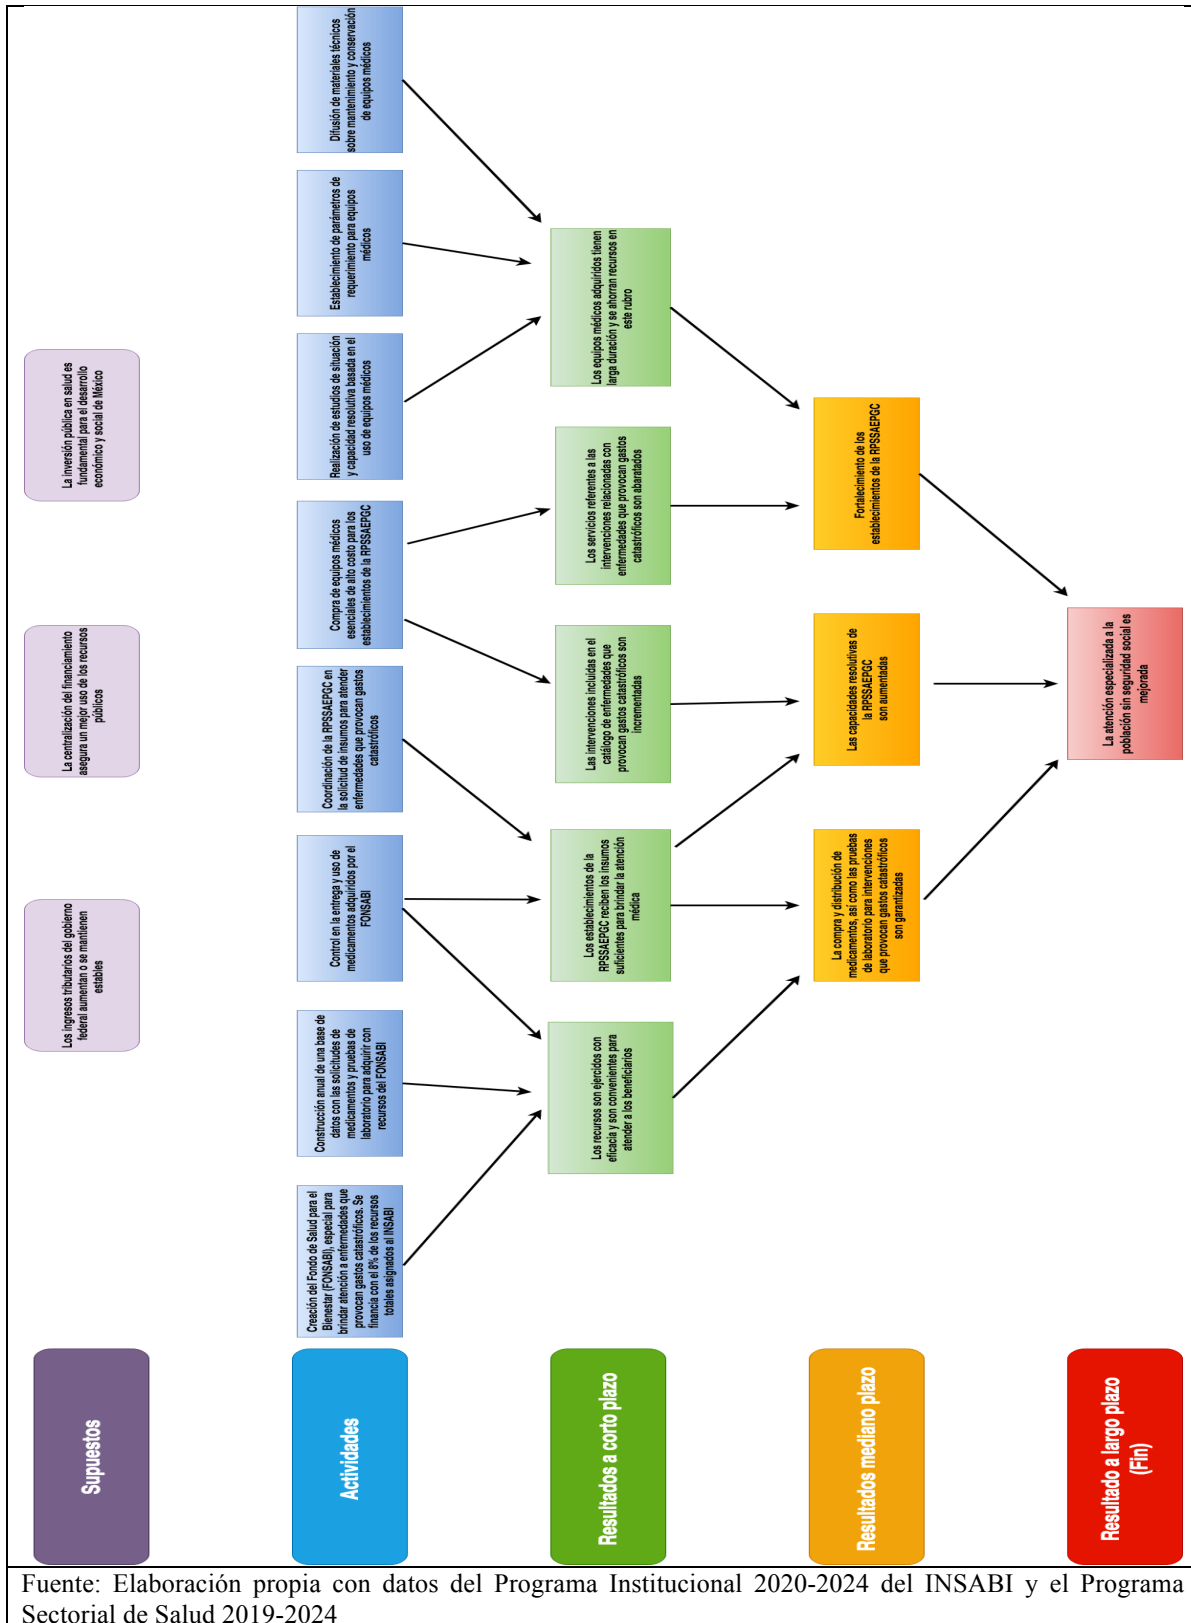 Supuestos
Los ingresos tributarios del gobierno
federal aumentan o se mantienen
estables
La centralización del financiamiento
asegura un mejor uso de los recursos
públicos
La inversión pública en salud es
fundamental para el desarrollo
económico y social de México
Actividades
Creación del Fondo de Salud para el
Bienestar (FONSABI), especial para
brindar atención a enfermedades que
provocan gastos catastróficos. Se
financia con el 8% de los recursos
totales asignados al INSABI
Construcción anual de una base de
datos con las solicitudes de
medicamentos y pruebas de
laboratorio para adquirir con
recursos del FONSABI
Control en la entrega y uso de
medicamentos adquiridos por el
FONSABI
Coordinación de la RPSSAEPGC en
la solicitud de insumos para atender
enfermedades que provocan gastos
catastróficos
Compra de equipos médicos
esenciales de alto costo para los
establecimientos de la RPSSAEPGC
Realización de estudios de situación
y capacidad resolutiva basada en el
uso de equipos médicos
Establecimiento de parámetros de
requerimiento para equipos
médicos
Difusión de materiales técnicos
sobre mantenimiento y conservación
de equipos médicos
Resultados a corto plazo
Los recursos son ejercidos con
eficacia y son convenientes para
atender a los beneficiarios
Los establecimientos de la
RPSSAEPGC reciben los insumos
suficientes para brindar la atención
médica
Las intervenciones incluidas en el
catálogo de enfermedades que
provocan gastos catastróficos son
incrementadas
Los servicios referentes a las
intervenciones relacionadas con
enfermedades que provocan gastos
catastróficos son abaratados
Los equipos médicos adquiridos tienen
larga duración y se ahorran recursos en
este rubro
Resultados mediano plazo
La compra y distribución de
medicamentos, así como las pruebas
de laboratorio para intervenciones
que provocan gastos catastróficos
son garantizadas
Las capacidades resolutivas de
la RPSSAEPGC
son aumentadas
Fortalecimiento de los
establecimientos de la RPSSAEPGC
Resultado a largo plazo
(Fin)
La atención especializada a la
población sin seguridad social es
mejorada
Fuente: Elaboración propia con datos del Programa Institucional 2020-2024 del INSABI y el Programa
Sectorial de Salud 2019-2024